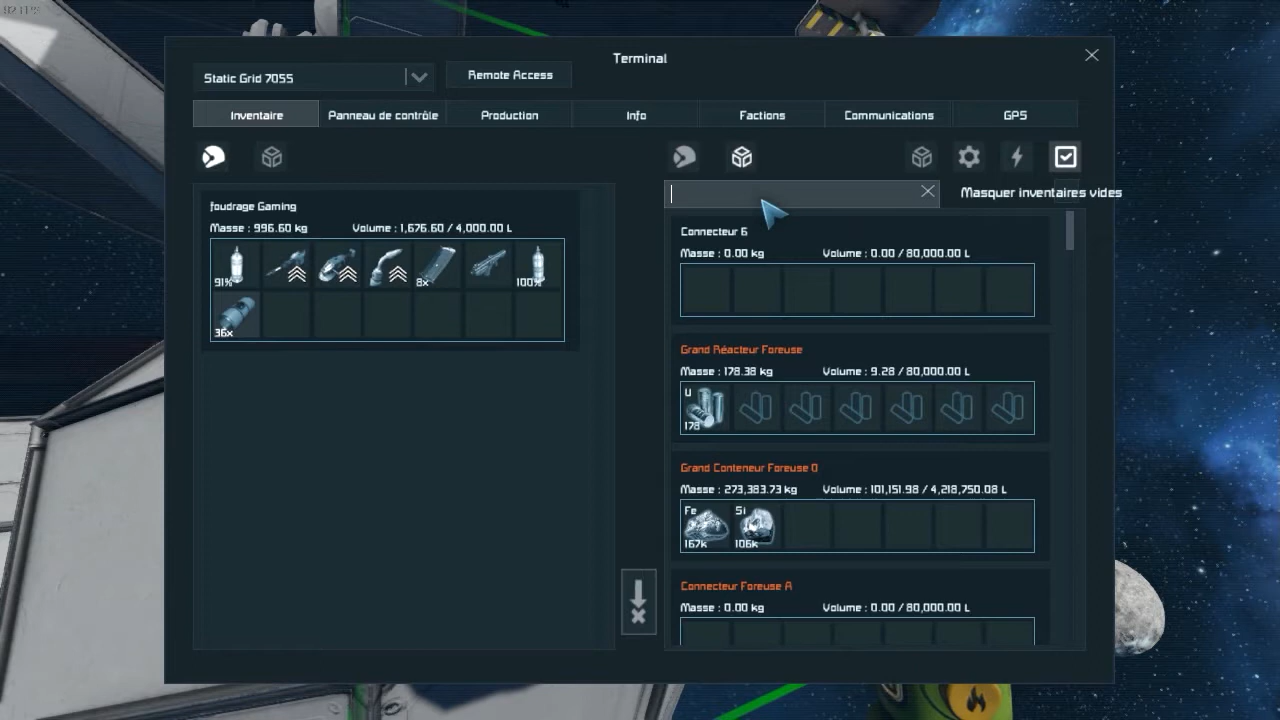 Terminal
Static Grid 7055
Remote Access
Inventaire
Panneau de contrôle
Production
Info
Factions
Communications
GPS
foudrage Gaming
Masse : 996.60 kg Volume : 1,676.60 / 4,000.00 L
91%
8x
100%
36x
Masquer inventaires vides
Connecteur 6
Masse : 0.00 kg Volume : 0.00 / 80,000.00 L
Grand Réacteur Foreuse
Masse : 178.38 kg Volume : 9.28 / 80,000.00 L
U
178
Grand Conteneur Foreuse 0
Masse : 273,383.73 kg Volume : 101,151.98 / 4,218,750.08 L
Fe Si
167k 106k
Connecteur Foreuse A
Masse : 0.00 kg Volume : 0.00 / 80,000.00 L